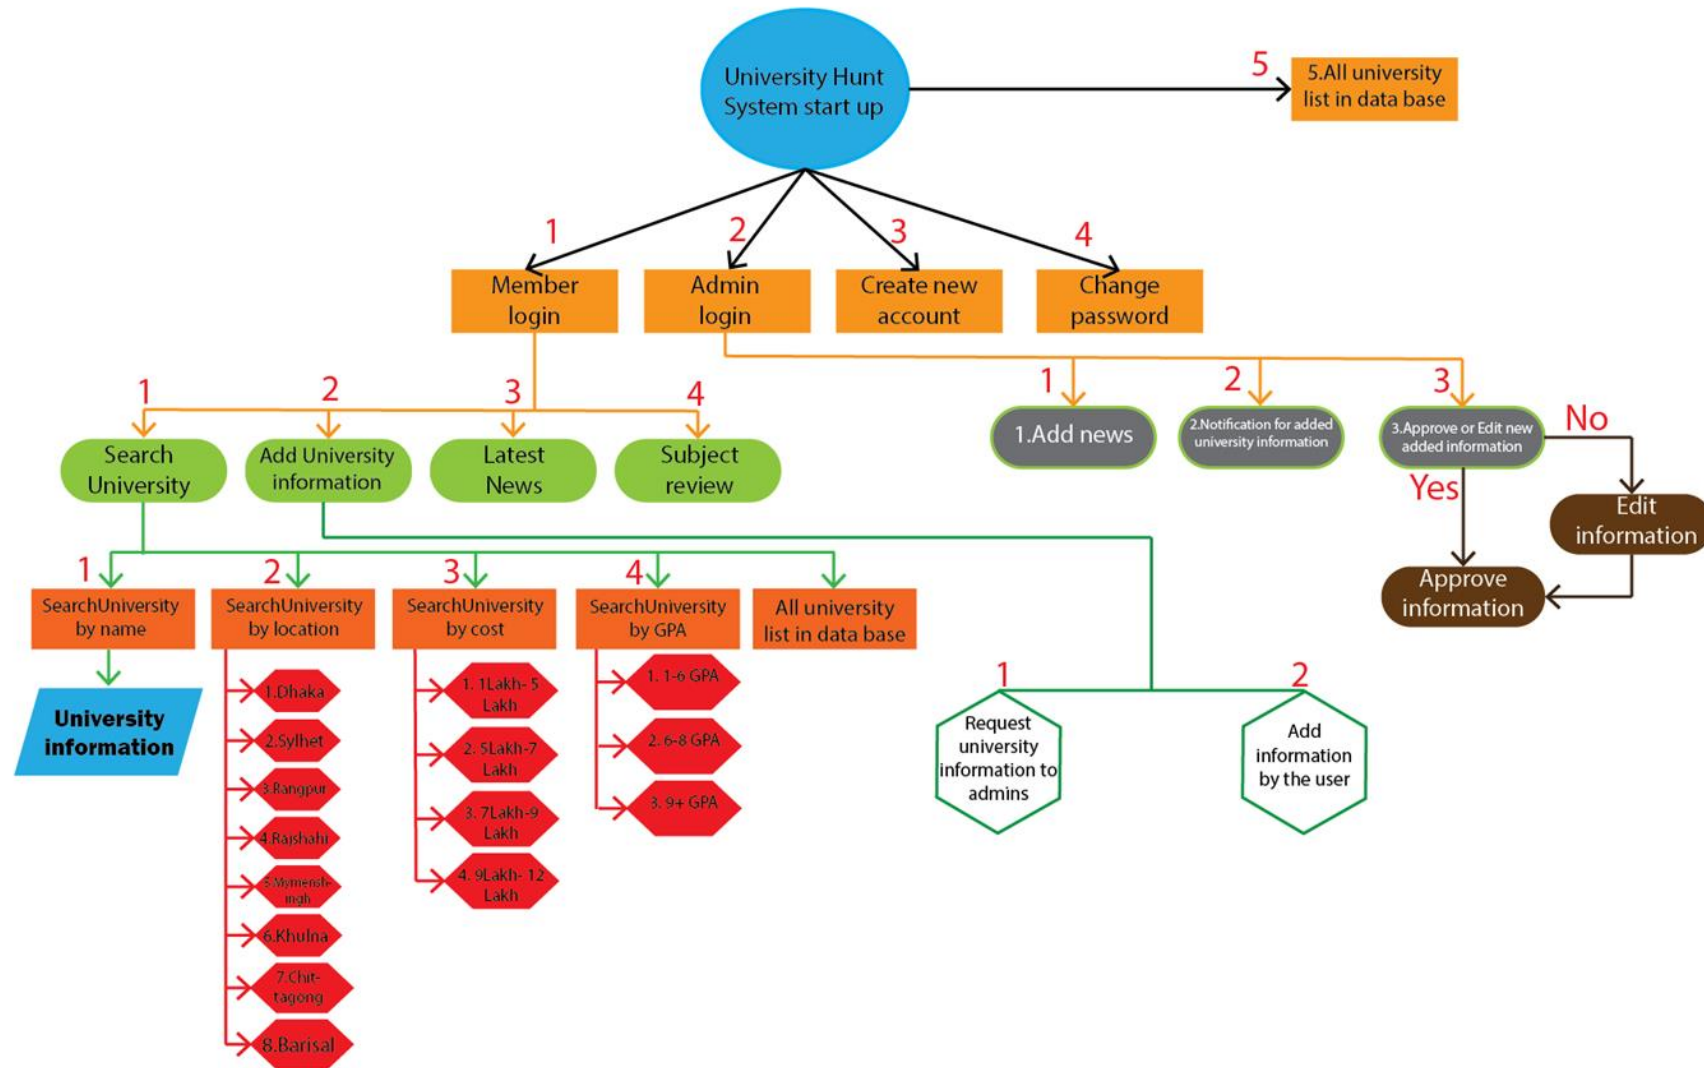 University Hunt
System start up
5
5.All university
list in data base
1
2
3
4
Member
login
Admin
login
Create new
account
Change
password
1
2
3
4
1
2
3
Search
University
Add University
information
Latest
News
Subject
review
1.Add news
2.Notification for added
university information
3.Approve or Edit new
added information
No
Yes
Edit
information
Approve
information
1
2
3
4
SearchUniversity
by name
SearchUniversity
by location
SearchUniversity
by cost
SearchUniversity
by GPA
All university
list in data base
University
information
1.Dhaka
2.Sylhet
3.Rangpur
4.Rajshahi
5.Mymensh-
ingh
6.Khulna
7.Chit-
tagong
8.Barisal
1. 1Lakh- 5
Lakh
2. 5Lakh-7
Lakh
3. 7Lakh-9
Lakh
4. 9Lakh- 12
Lakh
1. 1-6 GPA
2. 6-8 GPA
3. 9+ GPA
1
2
Request
university
information to
admins
Add
information
by the user